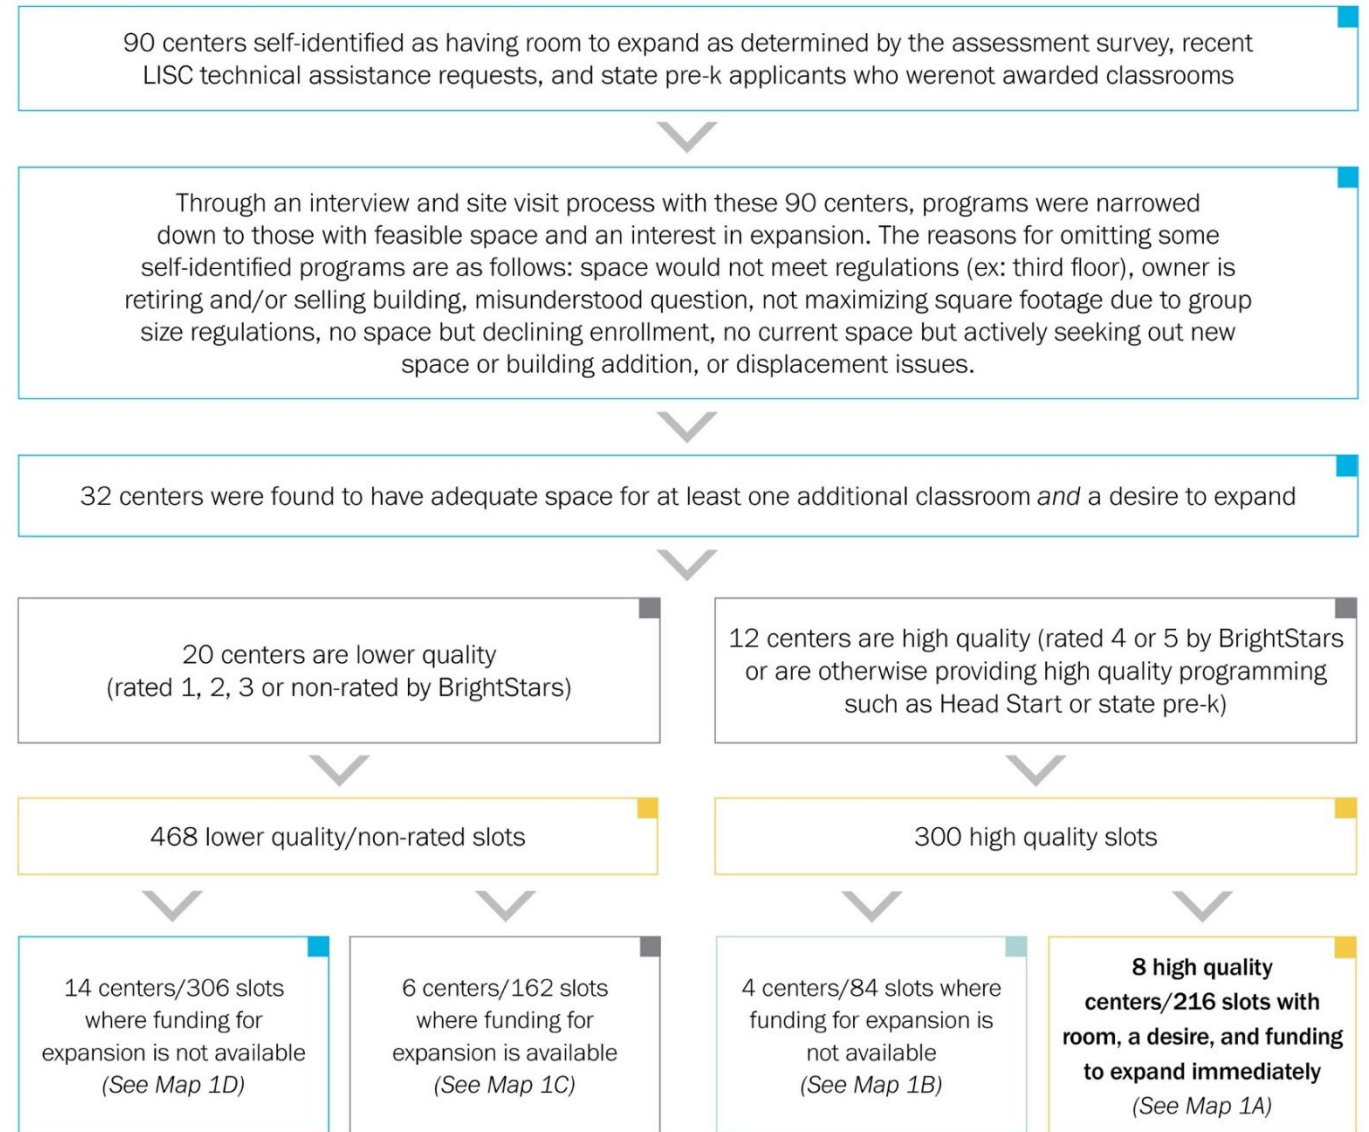 90 centers self-identified as having room to expand as determined by the assessment survey, recent
LISC technical assistance requests, and state pre-k applicants who werenot awarded classrooms
Through an interview and site visit process with these 90 centers, programs were narrowed
down to those with feasible space and an interest in expansion. The reasons for omitting some
self-identified programs are as follows: space would not meet regulations (ex: third floor), owner is
retiring and/or selling building, misunderstood question, not maximizing square footage due to group
size regulations, no space but declining enrollment, no current space but actively seeking out new
space or building addition, or displacement issues.
32 centers were found to have adequate space for at least one additional classroom and a desire to expand
20 centers are lower quality
(rated 1, 2, 3 or non-rated by BrightStars)
12 centers are high quality (rated 4 or 5 by BrightStars
or are otherwise providing high quality programming
such as Head Start or state pre-k)
468 lower quality/non-rated slots
300 high quality slots
14 centers/306 slots
where funding for
expansion is not available
(See Map 1D)
6 centers/162 slots
where funding for
expansion is available
(See Map 1C)
4 centers/84 slots where
funding for expansion is
not available
(See Map 1B)
8 high quality
centers/216 slots with
room, a desire, and funding
to expand immediately
(See Map 1A)